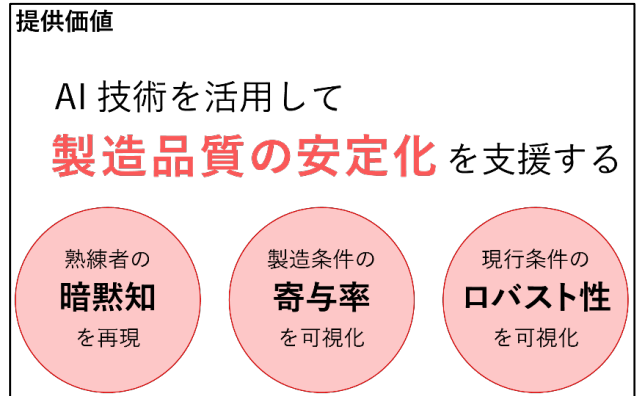 提供価値
AI 技術を活用して
製造品質の安定化を支援する
熟練者の
暗黙知
を再現
製造条件の
寄与率
を可視化
現行条件の
ロバスト性
を可視化